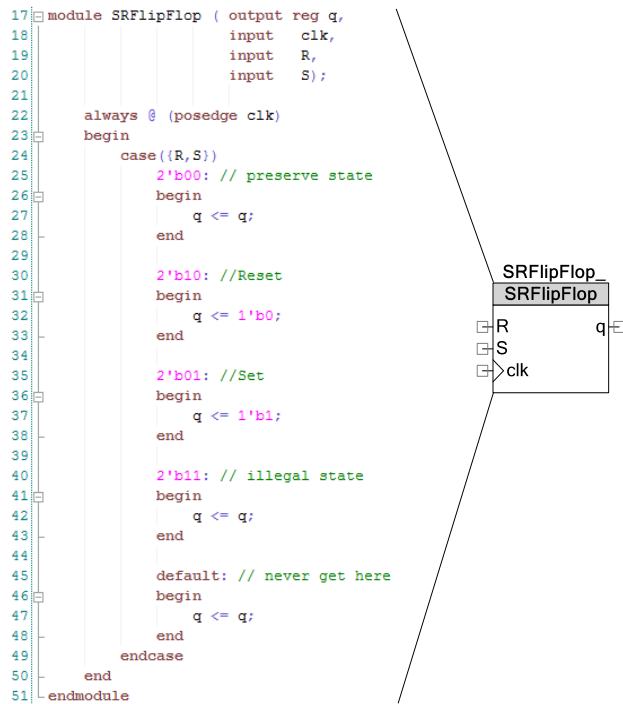 17 module SRFlipFlop ( output reg q,
18 input clk,
19 input R,
20 input S);
21
22 always @ (posedge clk)
23 begin
24 case({R,S})
25 2'b00: // preserve state
26 begin
27 q <= q;
28 end
29
30 2'b10: //Reset
31 begin
32 q <= 1'b0;
33 end
34
35 2'b01: //Set
36 begin
37 q <= 1'b1;
38 end
39
40 2'b11: // illegal state
41 begin
42 q <= q;
43 end
44
45 default: // never get here
46 begin
47 q <= q;
48 end
49 endcase
50 end
51 endmodule
SRFlipFlop_
SRFlipFlop
R q
S
clk